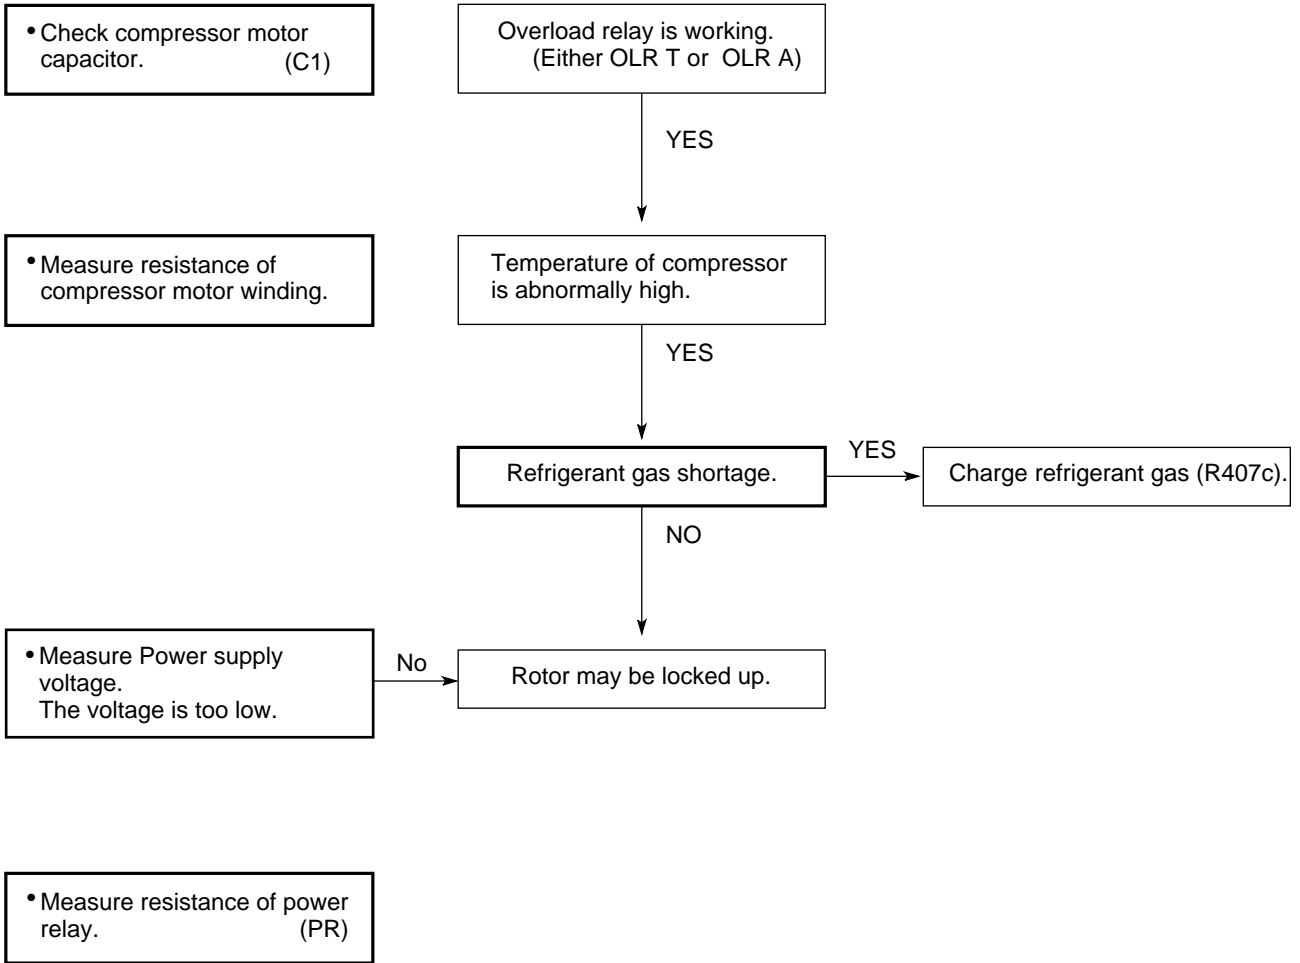 • Check compressor motor
capacitor. (C1)
Overload relay is working.
(Either OLR T or OLR A)
YES
• Measure resistance of
compressor motor winding.
Temperature of compressor
is abnormally high.
YES
Refrigerant gas shortage.
YES
Charge refrigerant gas (R407c).
NO
• Measure Power supply
voltage.
The voltage is too low.
No
Rotor may be locked up.
• Measure resistance of power
relay. (PR)